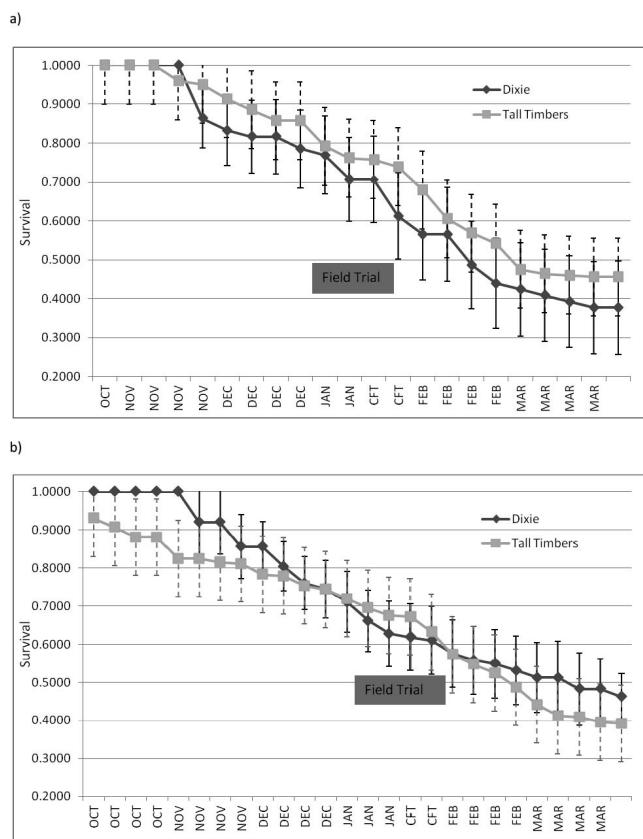 a)
1.0000
0.9000
0.8000
0.7000
0.6000
0.5000
0.4000
0.3000
0.2000
Survival
Dixie
Tall Timbers
Field Trial
OCT
NOV
NOV
NOV
NOV
DEC
DEC
DEC
DEC
JAN
JAN
CFT
CFT
FEB
FEB
FEB
FEB
MAR
MAR
MAR
MAR
b)
1.0000
0.9000
0.8000
0.7000
0.6000
0.5000
0.4000
0.3000
0.2000
Survival
Dixie
Tall Timbers
Field Trial
OCT
OCT
OCT
OCT
NOV
NOV
NOV
NOV
DEC
DEC
DEC
DEC
JAN
JAN
JAN
CFT
CFT
FEB
FEB
FEB
FEB
MAR
MAR
MAR
MAR